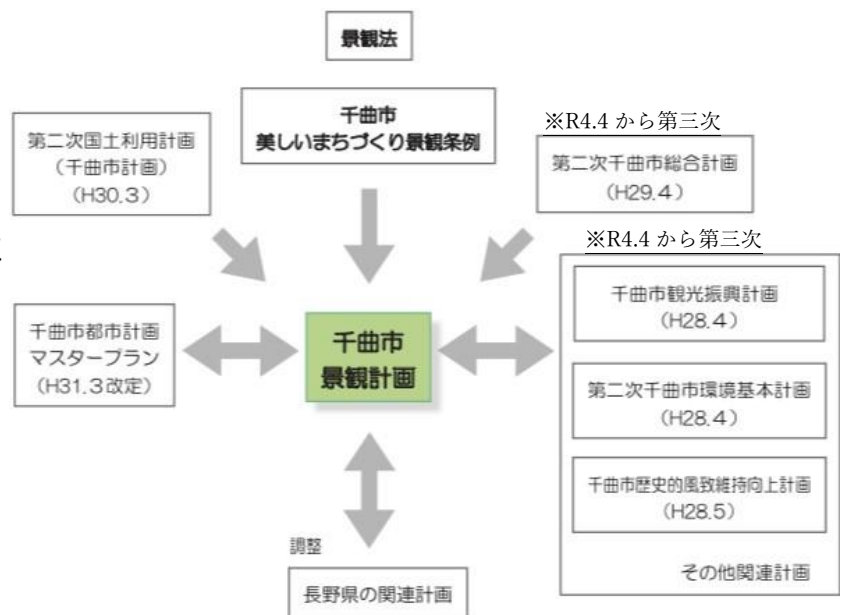 景観法
千曲市
美しいまちづくり景観条例
第二次国土利用計画
（千曲市計画）
（H30.3）
※R4.4 から第三次
第二次千曲市総合計画
（H29.4）
※R4.4 から第三次
千曲市観光振興計画
（H28.4）
第二次千曲市環境基本計画
（H28.4）
千曲市歴史的風致維持向上計画
（H28.5）
その他関連計画
千曲市都市計画
マスタープラン
（H31.3改定）
千曲市
景観計画
調整
長野県の関連計画